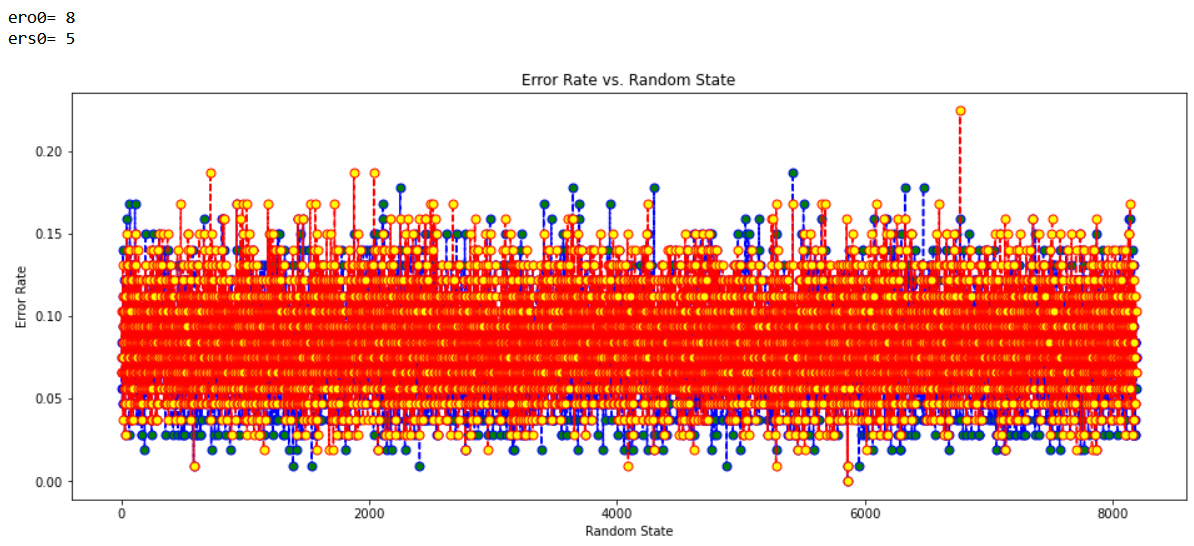 ero0= 8
ers0= 5
Error Rate vs. Random State
0.20
0.15
0.10
0.05
0.00
Error Rate
0 2000 4000 6000 8000
Random State